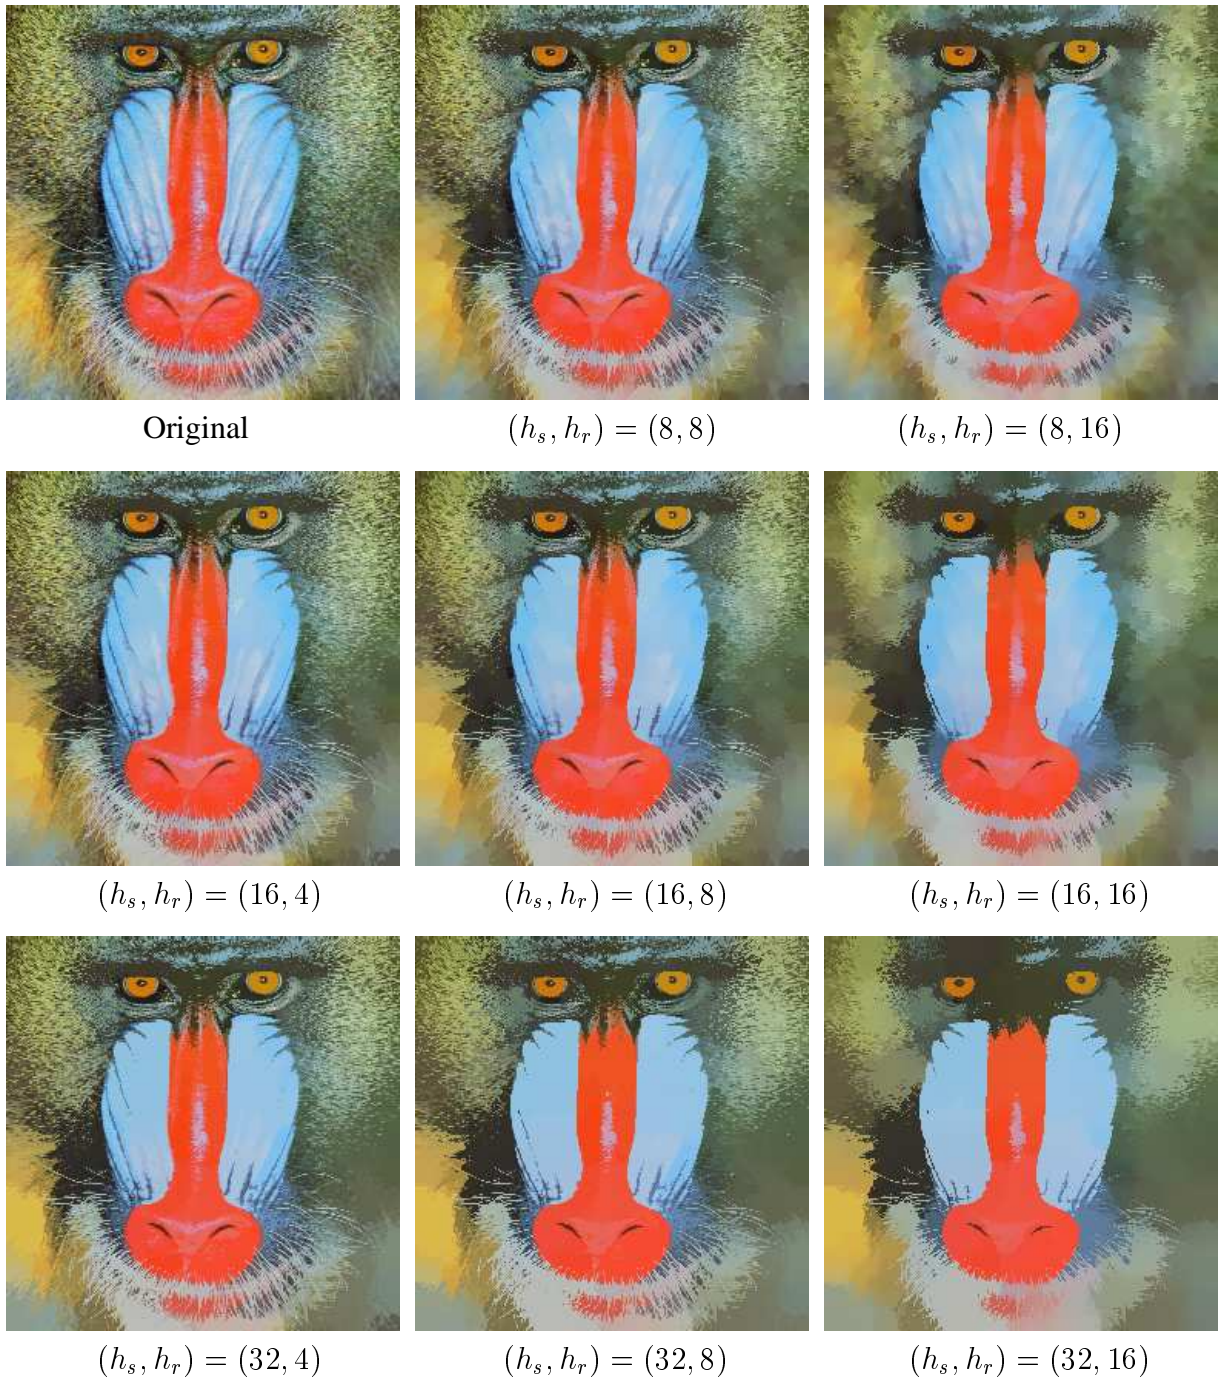 Original
(h_s, h_r) = (8, 8)
(h_s, h_r) = (8, 16)
(h_s, h_r) = (16, 4)
(h_s, h_r) = (16, 8)
(h_s, h_r) = (16, 16)
(h_s, h_r) = (32, 4)
(h_s, h_r) = (32, 8)
(h_s, h_r) = (32, 16)